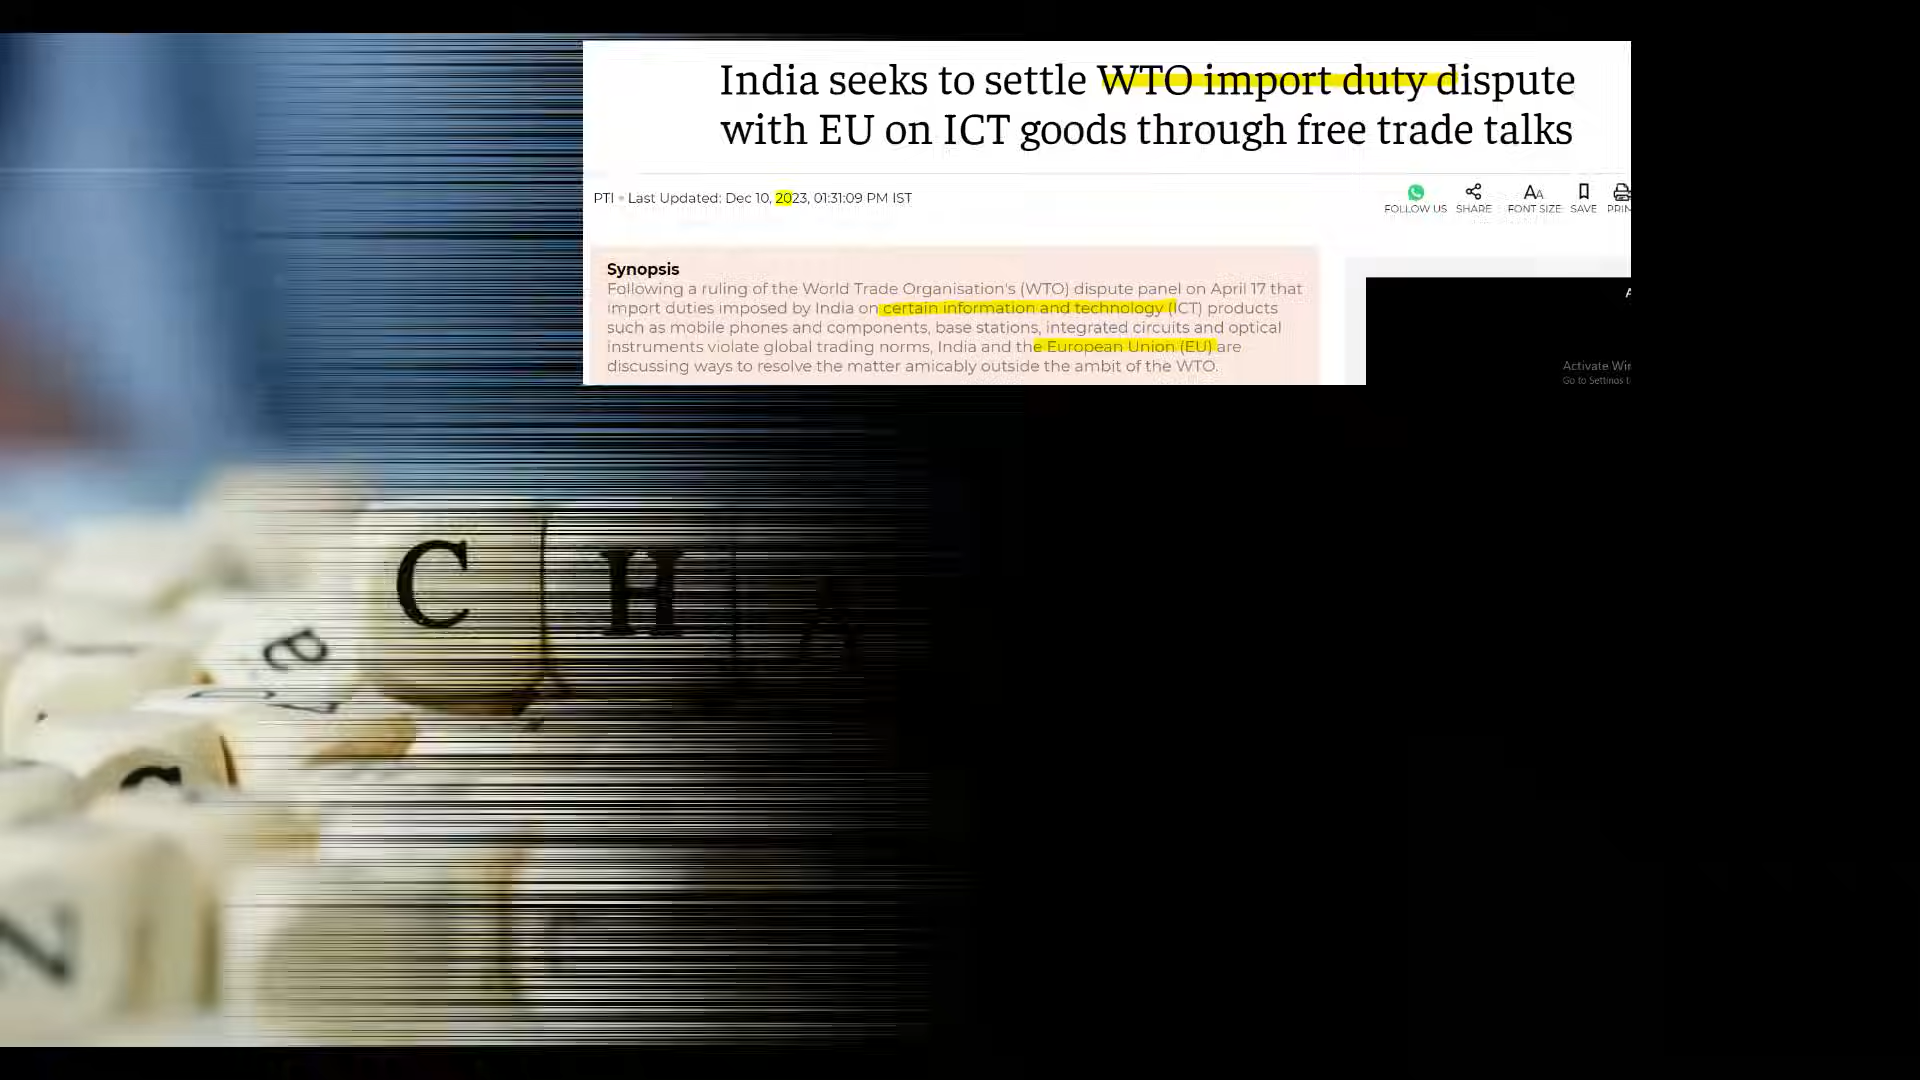 India seeks to settle WTO import duty dispute
with EU on ICT goods through free trade talks
PTI • Last Updated: Dec 10, 2023, 01:31:09 PM IST
FOLLOW US SHARE FONT SIZE SAVE PRIN
Synopsis
Following a ruling of the World Trade Organisation's (WTO) dispute panel on April 17 that
import duties imposed by India on certain information and technology (ICT) products
such as mobile phones and components, base stations, integrated circuits and optical
instruments violate global trading norms, India and the European Union (EU) are
discussing ways to resolve the matter amicably outside the ambit of the WTO.
Activate Win
Go to Settings t
C H A
a
N